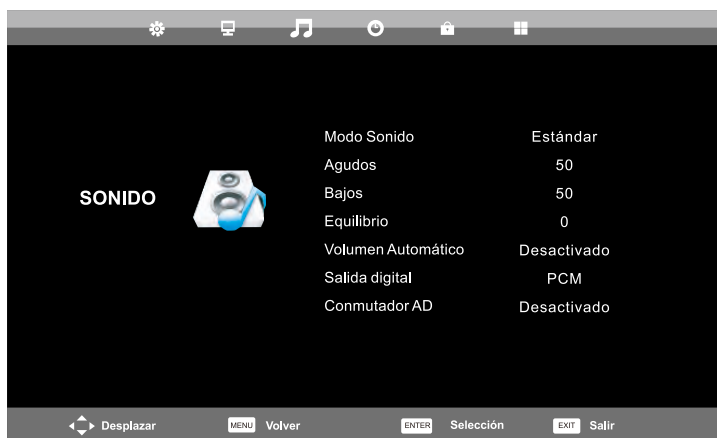 Modo Sonido Estándar
Agudos 50
SONIDO
Bajos 50
Equilibrio 0
Volumen Automático Desactivado
Salida digital PCM
Conmutador AD Desactivado
Desplazar MENU Volver ENTER Selección EXIT Salir